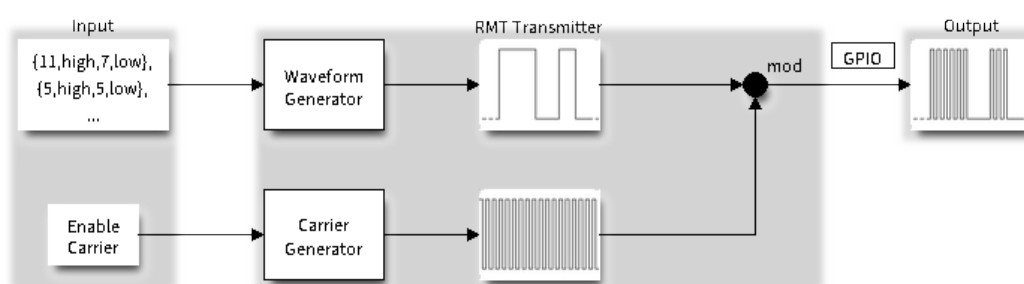 Input
RMT Transmitter
Output
{11,high,7,low},
{5,high,5,low},
...
Waveform
Generator
mod
GPIO
Enable
Carrier
Carrier
Generator